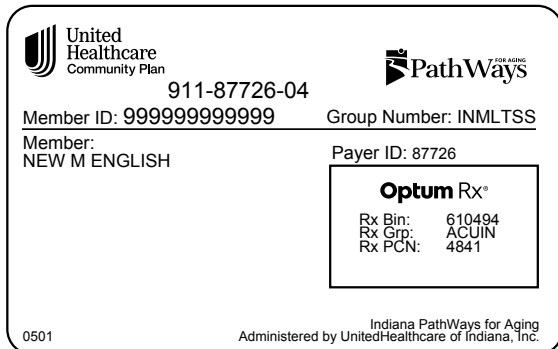 United
Healthcare
Community Plan
FOR AGING
PathWays
911-87726-04
Member ID: 999999999999 Group Number: INMLTSS
Member:
NEW M ENGLISH
Payer ID: 87726
Optum Rx®
Rx Bin: 610494
Rx Grp: ACUIN
Rx PCN: 4841
0501
Indiana PathWays for Aging
Administered by UnitedHealthcare of Indiana, Inc.